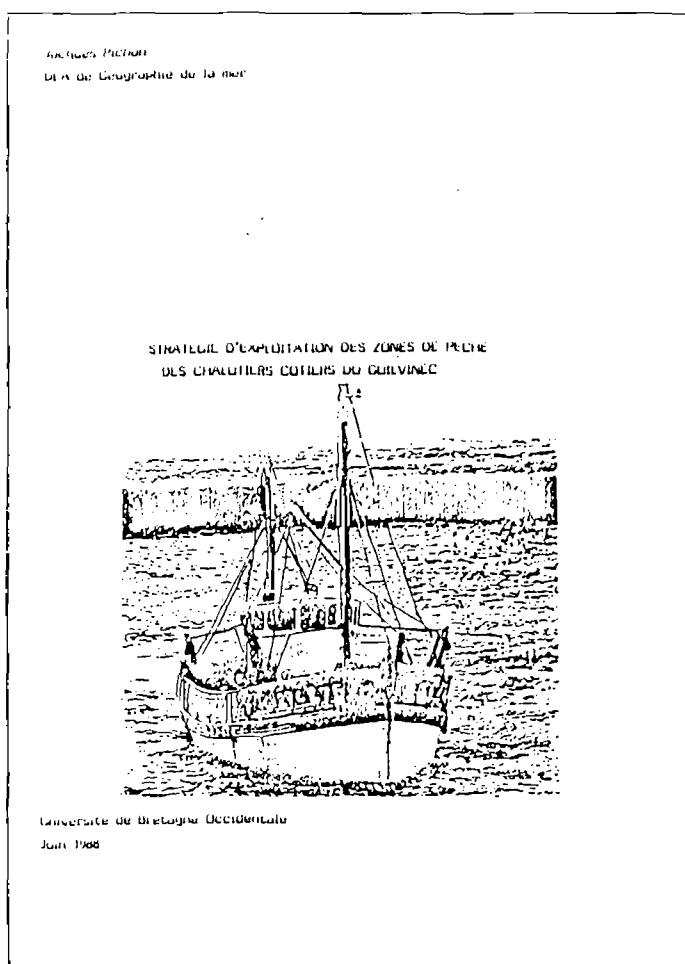 Jacques Pichon
DEA de Géographie de la mer
STRATEGIE D'EXPLOITATION DES ZONES DE PECHE
DES CHALUTIERS COTIERS DU GUILVINEC
Université de Bretagne Occidentale
Juin 1988